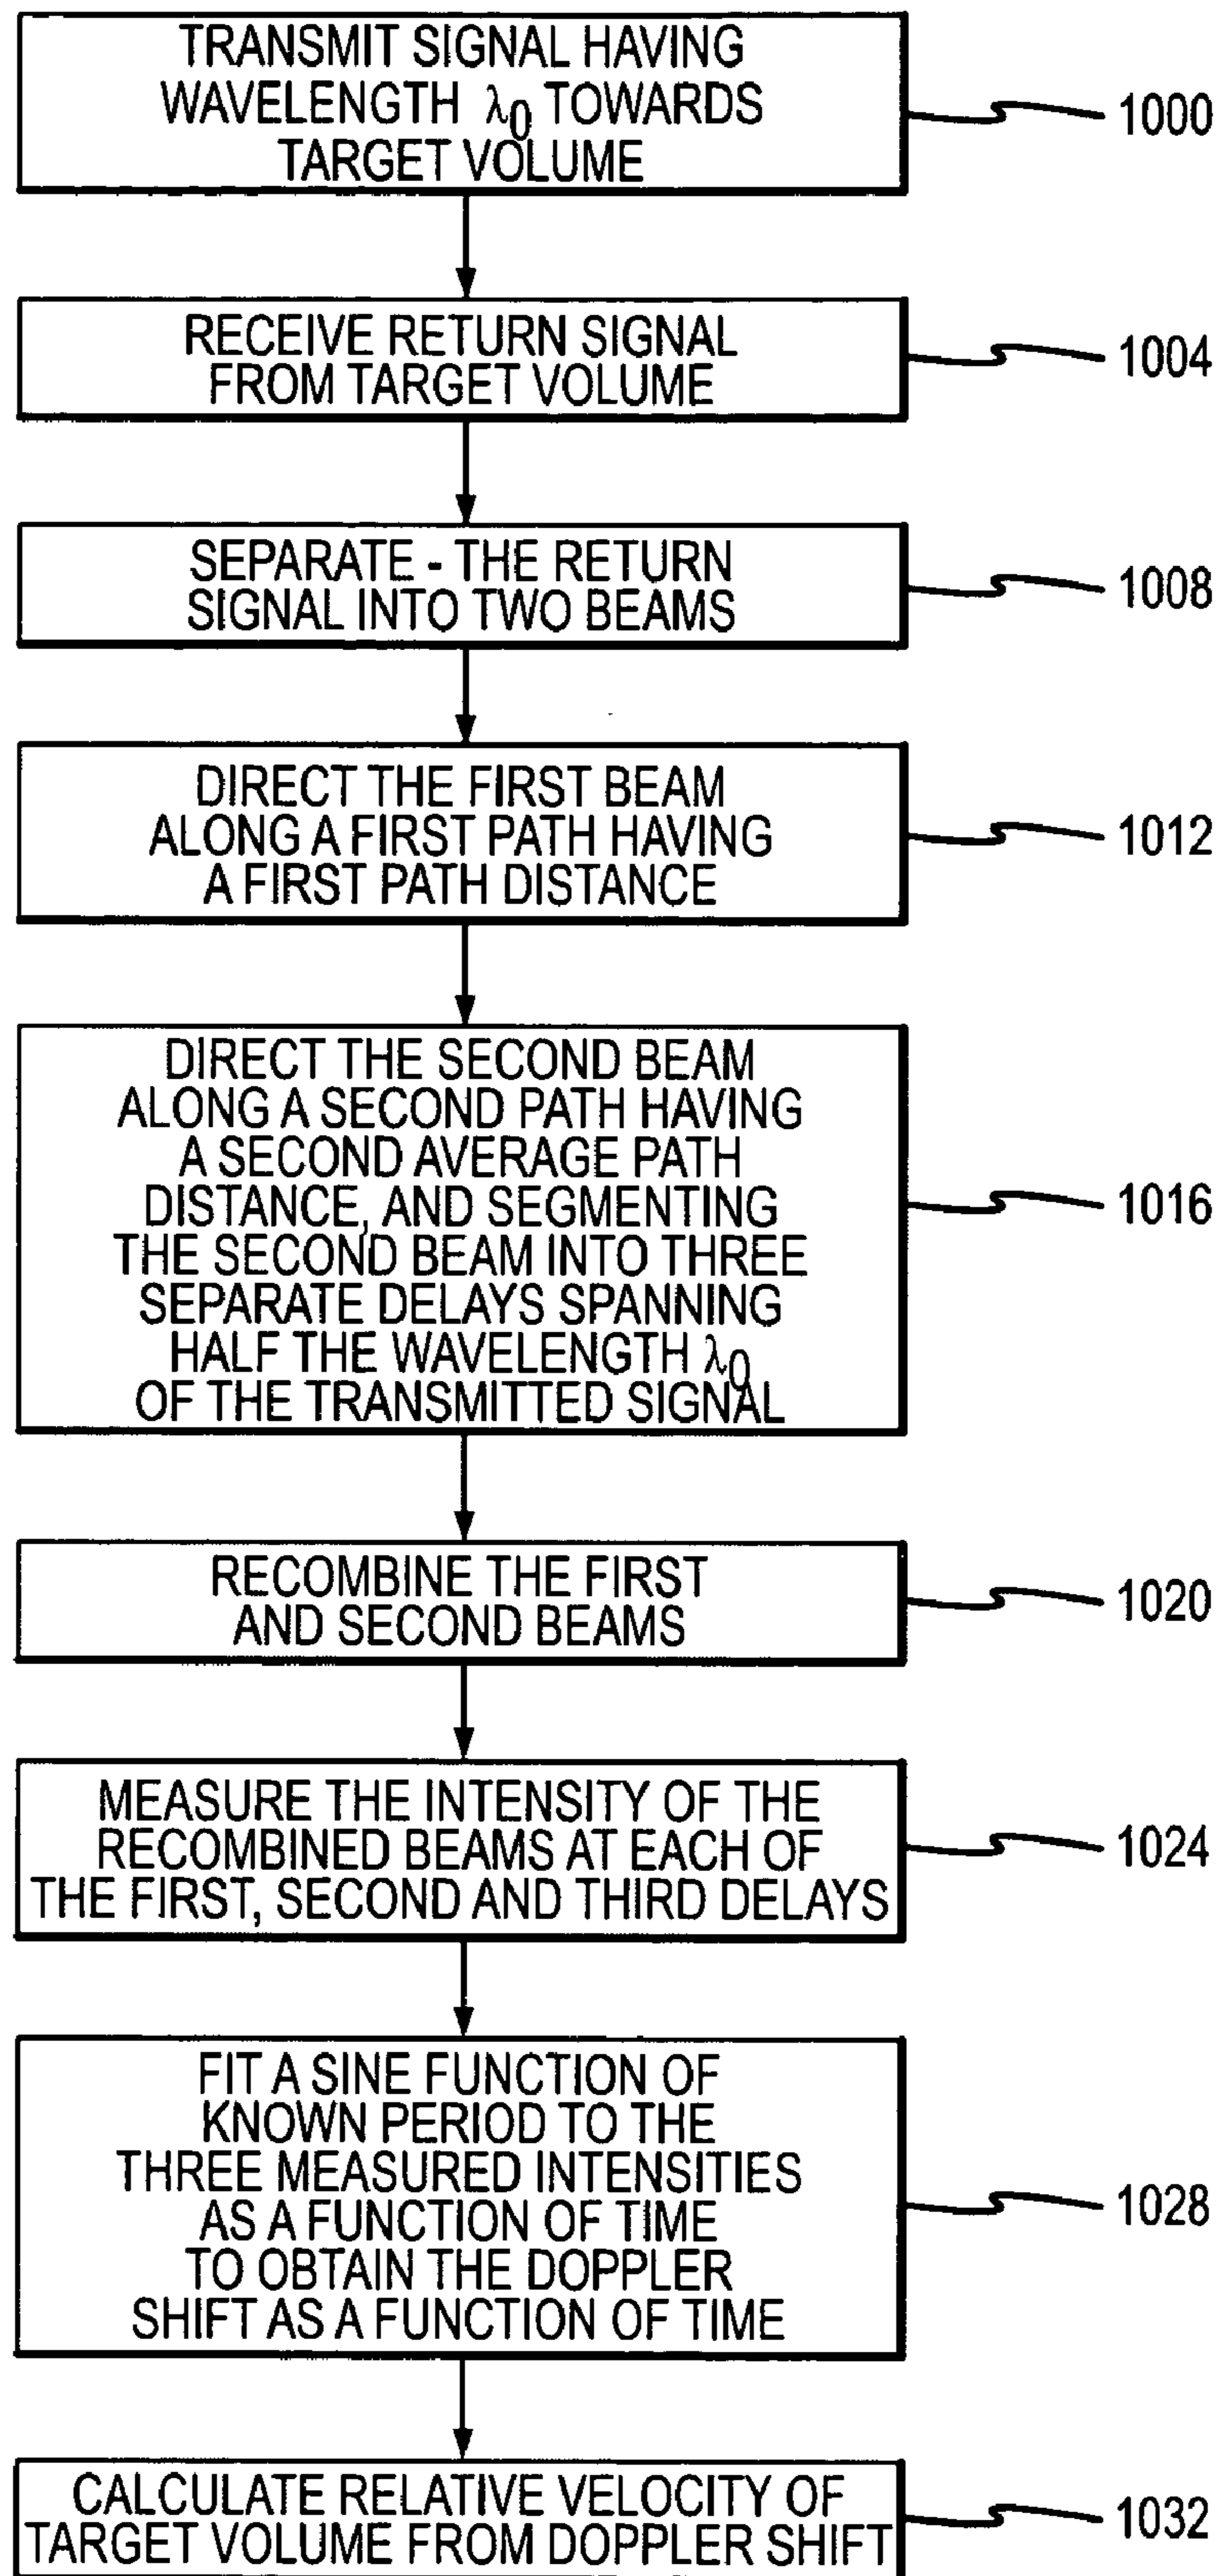 TRANSMIT SIGNAL HAVING
WAVELENGTH λ0 TOWARDS
TARGET VOLUME
1000
RECEIVE RETURN SIGNAL
FROM TARGET VOLUME
1004
SEPARATE - THE RETURN
SIGNAL INTO TWO BEAMS
1008
DIRECT THE FIRST BEAM
ALONG A FIRST PATH HAVING
A FIRST PATH DISTANCE
1012
DIRECT THE SECOND BEAM
ALONG A SECOND PATH HAVING
A SECOND AVERAGE PATH
DISTANCE, AND SEGMENTING
THE SECOND BEAM INTO THREE
SEPARATE DELAYS SPANNING
HALF THE WAVELENGTH λ0
OF THE TRANSMITTED SIGNAL
1016
RECOMBINE THE FIRST
AND SECOND BEAMS
1020
MEASURE THE INTENSITY OF THE
RECOMBINED BEAMS AT EACH OF
THE FIRST, SECOND AND THIRD DELAYS
1024
FIT A SINE FUNCTION OF
KNOWN PERIOD TO THE
THREE MEASURED INTENSITIES
AS A FUNCTION OF TIME
TO OBTAIN THE DOPPLER
SHIFT AS A FUNCTION OF TIME
1028
CALCULATE RELATIVE VELOCITY OF
TARGET VOLUME FROM DOPPLER SHIFT
1032